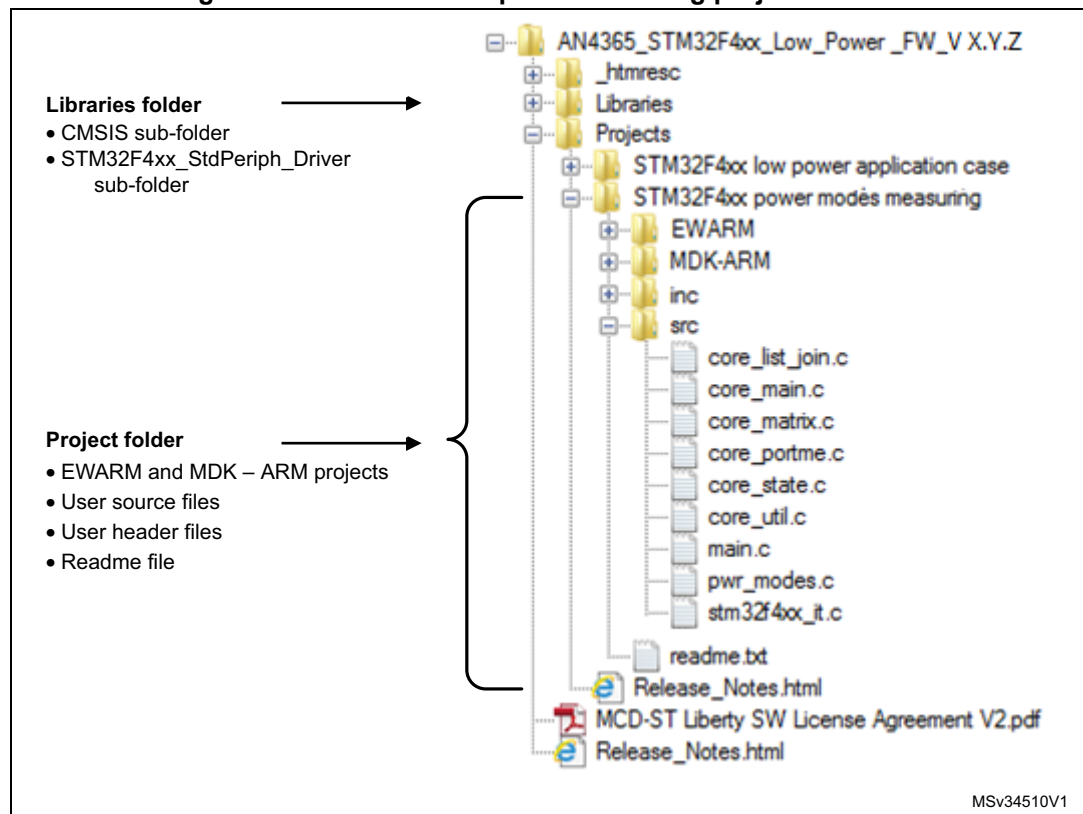 AN4365_STM32F4xx_Low_Power _FW_V X.Y.Z
_htmresc
Libraries
Projects
STM32F4xx low power application case
STM32F4xx power modes measuring
EWARM
MDK-ARM
inc
src
core_list_join.c
core_main.c
core_matrix.c
core_portme.c
core_state.c
core_util.c
main.c
pwr_modes.c
stm32f4xx_it.c
readme.txt
Release_Notes.html
MCD-ST Liberty SW License Agreement V2.pdf
Release_Notes.html
Libraries folder
• CMSIS sub-folder
• STM32F4xx_StdPeriph_Driver
sub-folder
Project folder
• EWARM and MDK – ARM projects
• User source files
• User header files
• Readme file
MSv34510V1